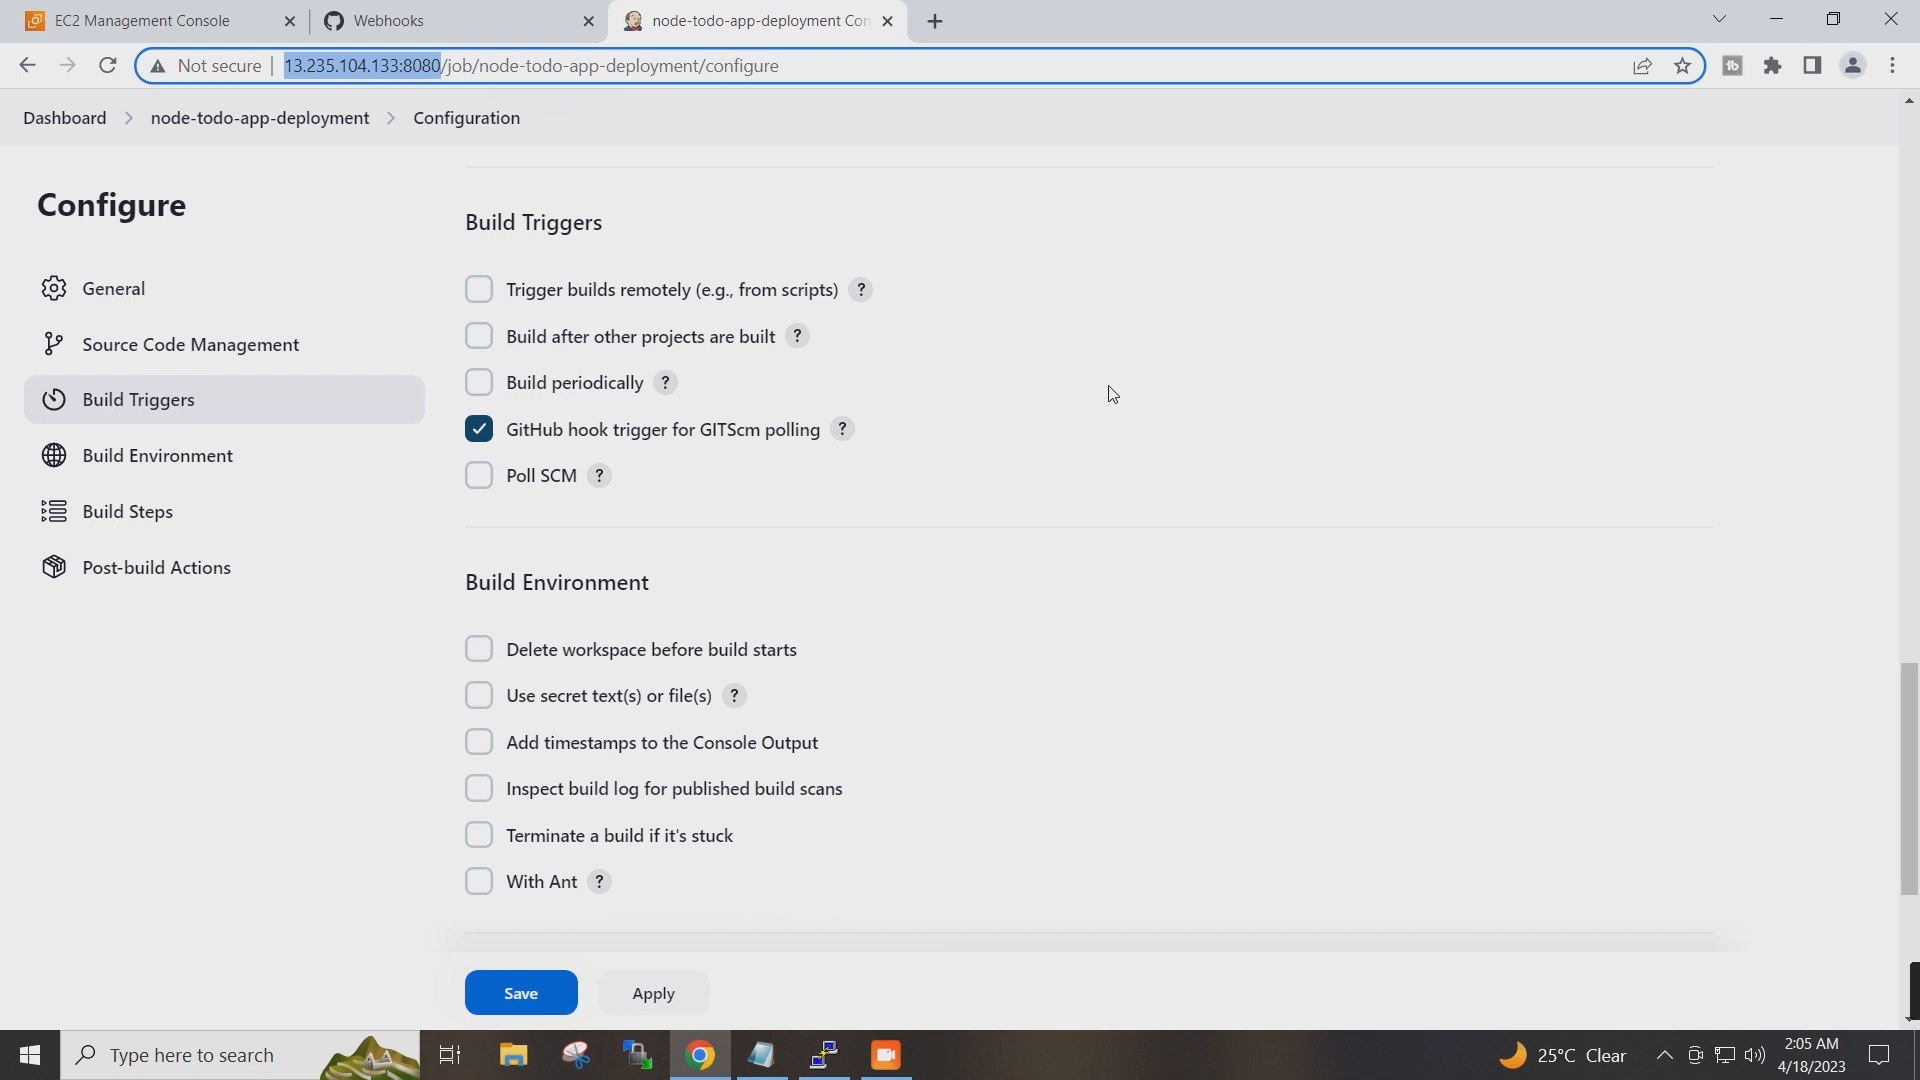 EC2 Management Console
Webhooks
node-todo-app-deployment Con
Not secure
13.235.104.133:8080/job/node-todo-app-deployment/configure
Dashboard
node-todo-app-deployment
Configuration
Configure
General
Source Code Management
Build Triggers
Build Environment
Build Steps
Post-build Actions
Build Triggers
Trigger builds remotely (e.g., from scripts) ?
Build after other projects are built ?
Build periodically ?
GitHub hook trigger for GITScm polling ?
Poll SCM ?
Build Environment
Delete workspace before build starts
Use secret text(s) or file(s) ?
Add timestamps to the Console Output
Inspect build log for published build scans
Terminate a build if it's stuck
With Ant ?
Save
Apply
Type here to search
25°C Clear
2:05 AM
4/18/2023